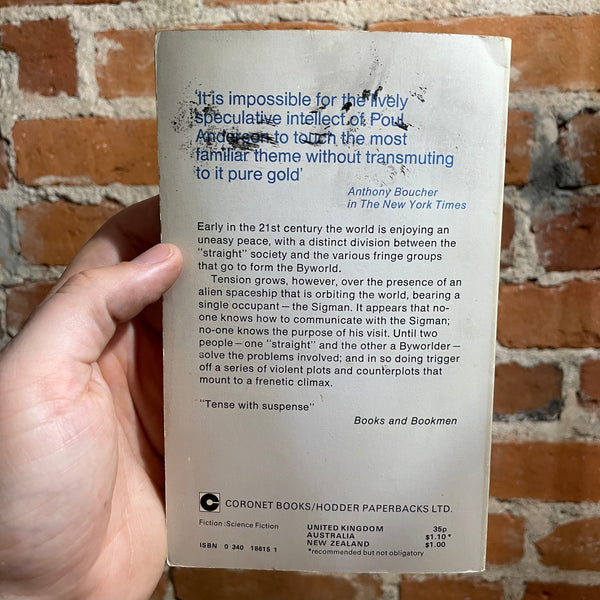 'It is impossible for the lively
speculative intellect of Poul
Anderson to touch the most
familiar theme without transmuting
to it pure gold'
Anthony Boucher
in The New York Times
Early in the 21st century the world is enjoying an
uneasy peace, with a distinct division between the
"straight" society and the various fringe groups
that go to form the Byworld.
Tension grows, however, over the presence of an
alien spaceship that is orbiting the world, bearing a
single occupant — the Sigman. It appears that no-
one knows how to communicate with the Sigman;
no-one knows the purpose of his visit. Until two
people — one "straight" and the other a Byworlder —
solve the problems involved; and in so doing trigger
off a series of violent plots and counterplots that
mount to a frenetic climax.
"Tense with suspense"
Books and Bookmen
CORONET BOOKS/HODDER PAPERBACKS LTD.
Fiction :Science Fiction
UNITED KINGDOM 35p
AUSTRALIA $1.10*
NEW ZEALAND $1.00
ISBN 0 340 18615 1
*recommended but not obligatory